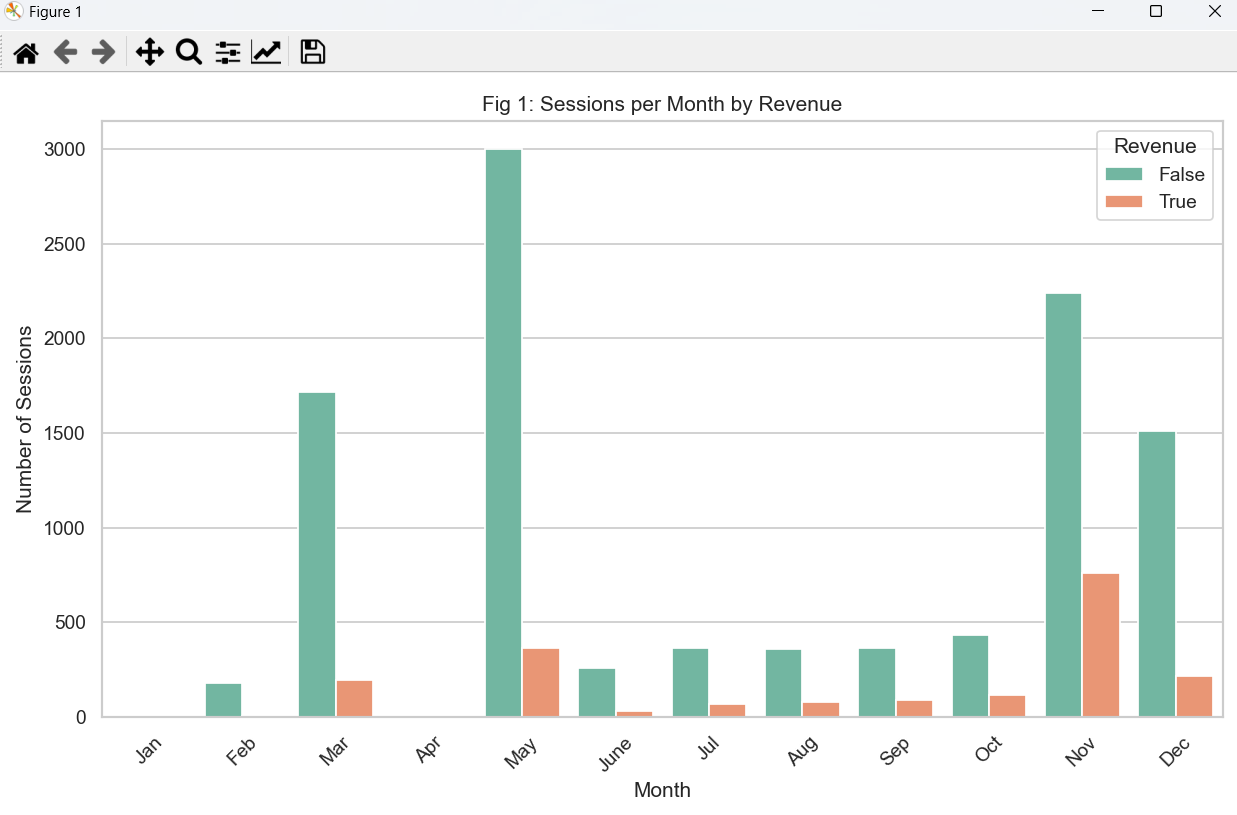 Figure 1
Fig 1: Sessions per Month by Revenue
Revenue
False
True
Number of Sessions
3000
2500
2000
1500
1000
500
0
Jan
Feb
Mar
Apr
May
June
Jul
Aug
Sep
Oct
Nov
Dec
Month